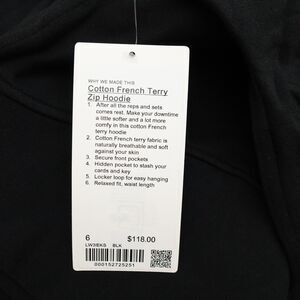 WHY WE MADE THIS
Cotton French Terry
Zip Hoodie
1. After all the reps and sets
comes rest. Make your downtime
a little softer and a lot more
comfy in this cotton French
terry hoodie
2. Cotton French terry fabric is
naturally breathable and soft
against your skin
3. Secure front pockets
4. Hidden pocket to stash your
cards and key
5. Locker loop for easy hanging
6. Relaxed fit, waist length
6 $118.00
LW3IEKS BLK
000152725251